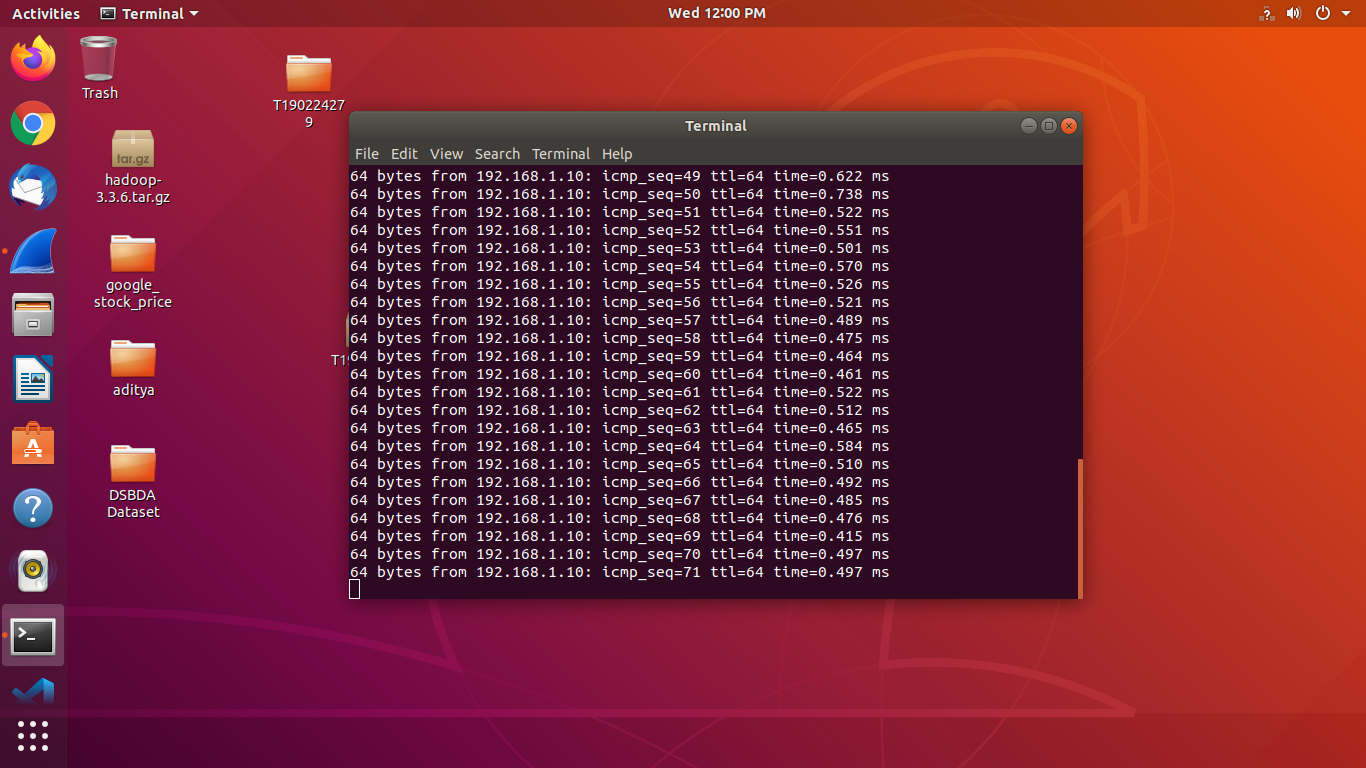 Activities
Terminal
Wed 12:00 PM
?
Trash
T19022427
9
tar.gz
hadoop-
3.3.6.tar.gz
google_
stock_price
T19
aditya
DSBDA
Dataset
Terminal
File Edit View Search Terminal Help
64 bytes from 192.168.1.10: icmp_seq=49 ttl=64 time=0.622 ms
64 bytes from 192.168.1.10: icmp_seq=50 ttl=64 time=0.738 ms
64 bytes from 192.168.1.10: icmp_seq=51 ttl=64 time=0.522 ms
64 bytes from 192.168.1.10: icmp_seq=52 ttl=64 time=0.551 ms
64 bytes from 192.168.1.10: icmp_seq=53 ttl=64 time=0.501 ms
64 bytes from 192.168.1.10: icmp_seq=54 ttl=64 time=0.570 ms
64 bytes from 192.168.1.10: icmp_seq=55 ttl=64 time=0.526 ms
64 bytes from 192.168.1.10: icmp_seq=56 ttl=64 time=0.521 ms
64 bytes from 192.168.1.10: icmp_seq=57 ttl=64 time=0.489 ms
64 bytes from 192.168.1.10: icmp_seq=58 ttl=64 time=0.475 ms
64 bytes from 192.168.1.10: icmp_seq=59 ttl=64 time=0.464 ms
64 bytes from 192.168.1.10: icmp_seq=60 ttl=64 time=0.461 ms
64 bytes from 192.168.1.10: icmp_seq=61 ttl=64 time=0.522 ms
64 bytes from 192.168.1.10: icmp_seq=62 ttl=64 time=0.512 ms
64 bytes from 192.168.1.10: icmp_seq=63 ttl=64 time=0.465 ms
64 bytes from 192.168.1.10: icmp_seq=64 ttl=64 time=0.584 ms
64 bytes from 192.168.1.10: icmp_seq=65 ttl=64 time=0.510 ms
64 bytes from 192.168.1.10: icmp_seq=66 ttl=64 time=0.492 ms
64 bytes from 192.168.1.10: icmp_seq=67 ttl=64 time=0.485 ms
64 bytes from 192.168.1.10: icmp_seq=68 ttl=64 time=0.476 ms
64 bytes from 192.168.1.10: icmp_seq=69 ttl=64 time=0.415 ms
64 bytes from 192.168.1.10: icmp_seq=70 ttl=64 time=0.497 ms
64 bytes from 192.168.1.10: icmp_seq=71 ttl=64 time=0.497 ms